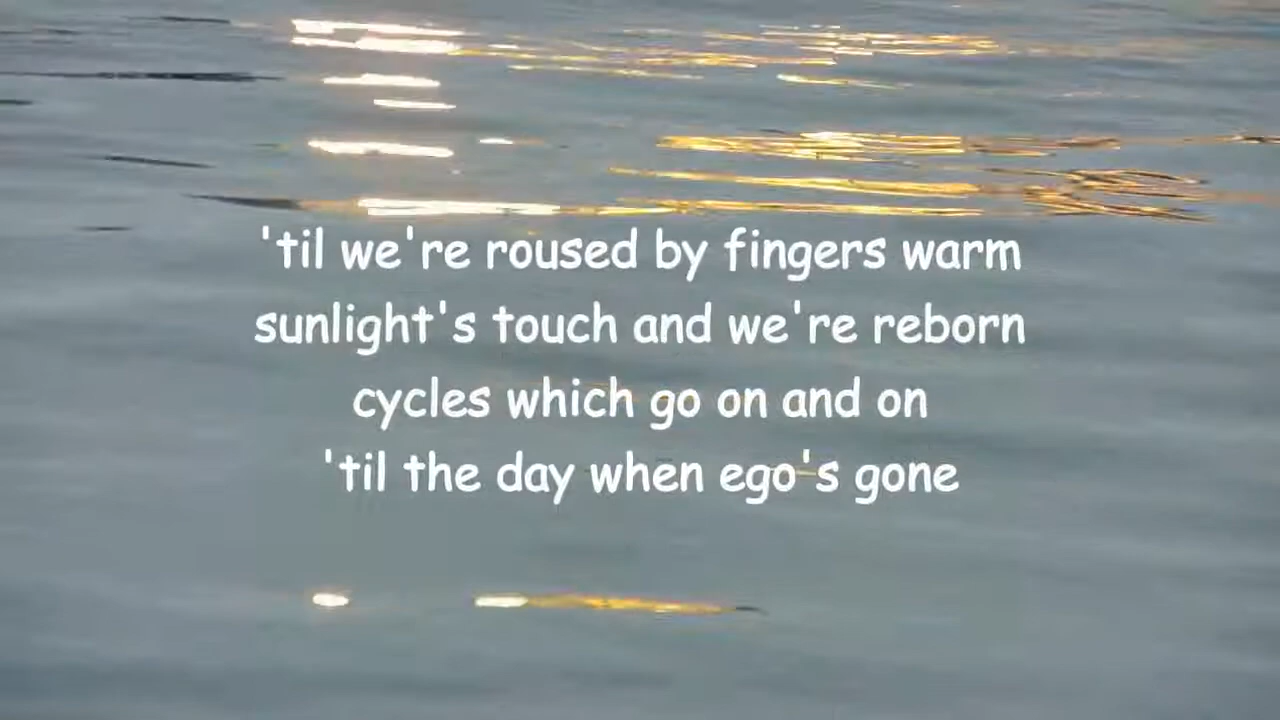 'til we're roused by fingers warm
sunlight's touch and we're reborn
cycles which go on and on
'til the day when ego's gone